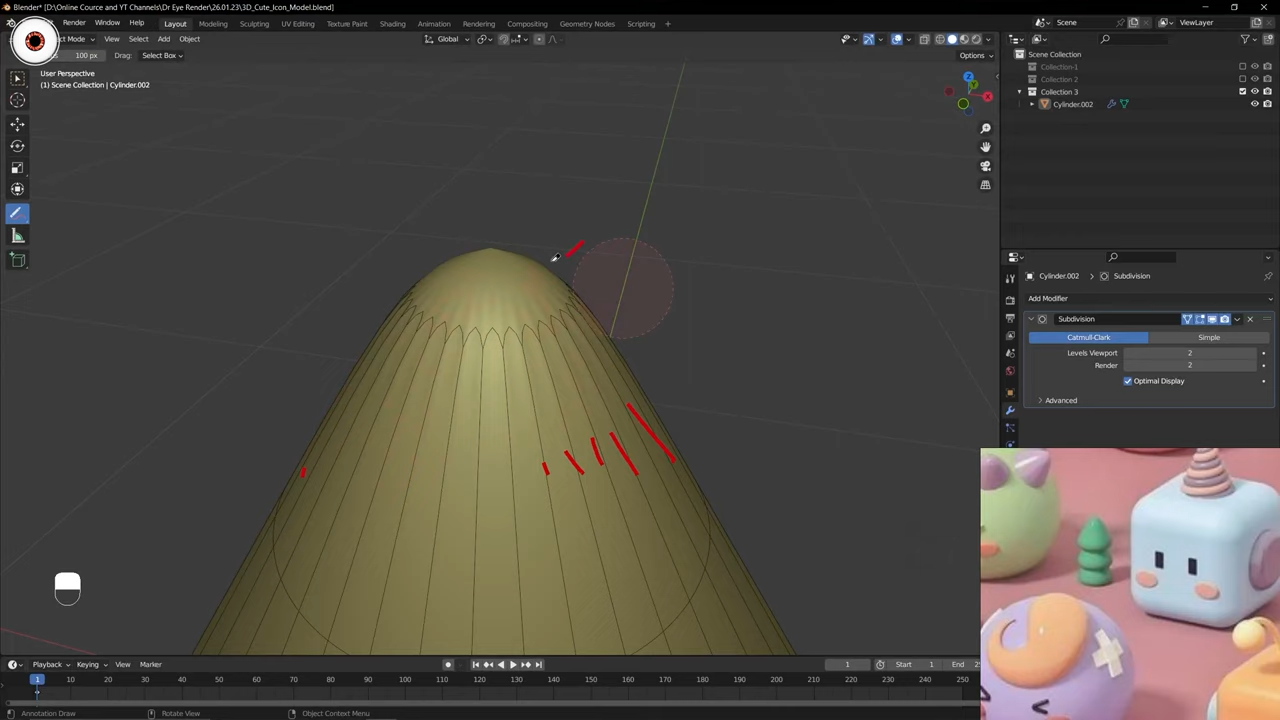 Blender* [D:\Online Cource and YT Channels\Dr Eye Render\26.01.23\3D_Cute_Icon_Model.blend]
Render Window Help Layout Modeling Sculpting UV Editing Texture Paint Shading Animation Rendering Compositing Geometry Nodes Scripting + Scene ViewLayer
Mode View Select Add Object Global
100 px Drag: Select Box Options
User Perspective
(1) Scene Collection | Cylinder.002
Scene Collection
Collection-1
Collection 2
Collection 3
Cylinder.002
Cylinder.002 Subdivision
Add Modifier
Subdivision
Catmull-Clark Simple
Levels Viewport 2
Render 2
Optimal Display
Advanced
Playback Keying View Marker 1 Start 1 End
1 10 20 30 40 50 60 70 80 90 100 110 120 130 140 150 160 170 180 190 200 210 220 230 240 250
Annotation Draw Rotate View Object Context Menu